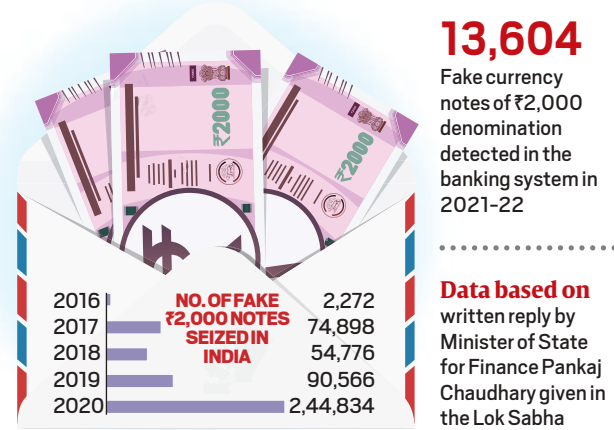 ₹2000
₹2000
2016 2,272
2017 74,898
2018 54,776
2019 90,566
2020 2,44,834
NO. OF FAKE
₹2,000 NOTES
SEIZED IN
INDIA
13,604
Fake currency
notes of ₹2,000
denomination
detected in the
banking system in
2021-22
Data based on
written reply by
Minister of State
for Finance Pankaj
Chaudhary given in
the Lok Sabha